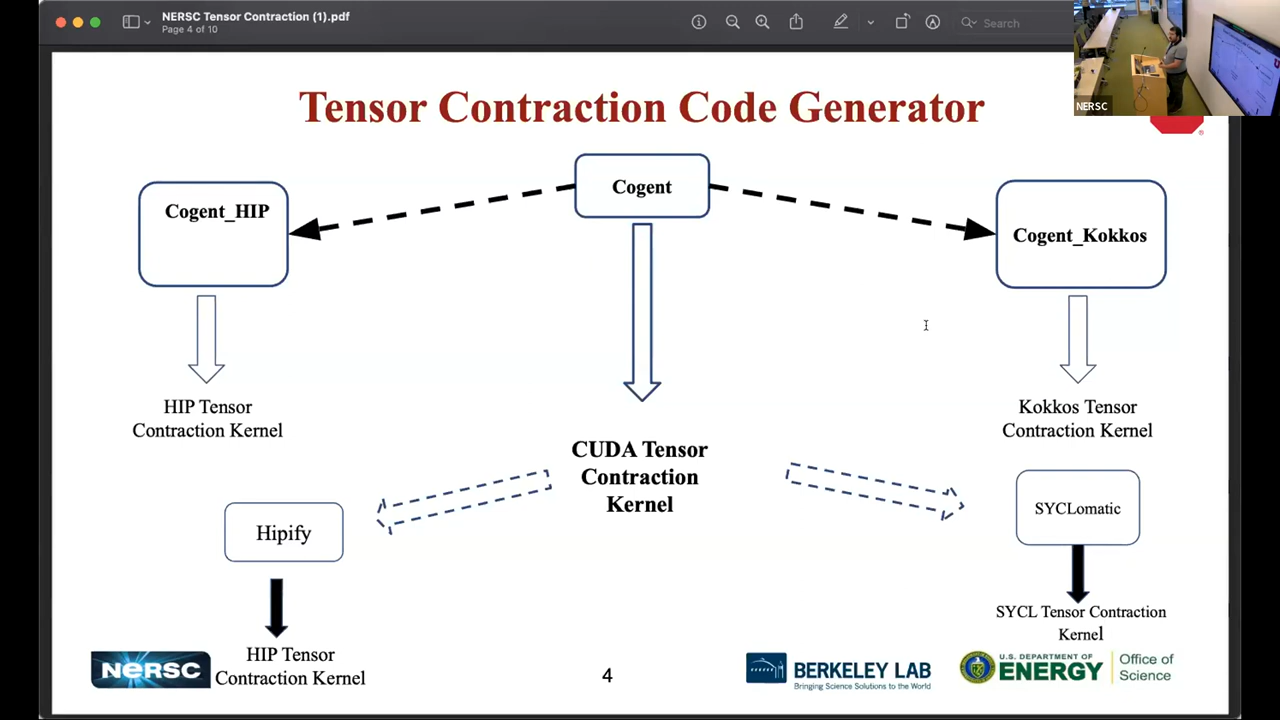 NERSC Tensor Contraction (1).pdf
Page 4 of 10
Search
NERSC
Tensor Contraction Code Generator
Cogent
Cogent_HIP
Cogent_Kokkos
HIP Tensor
Contraction Kernel
Kokkos Tensor
Contraction Kernel
CUDA Tensor
Contraction
Kernel
Hipify
SYCLomatic
HIP Tensor
Contraction Kernel
SYCL Tensor Contraction
Kernel
NERSC
4
BERKELEY LAB
Bringing Science Solutions to the World
U.S. DEPARTMENT OF
ENERGY
Office of
Science